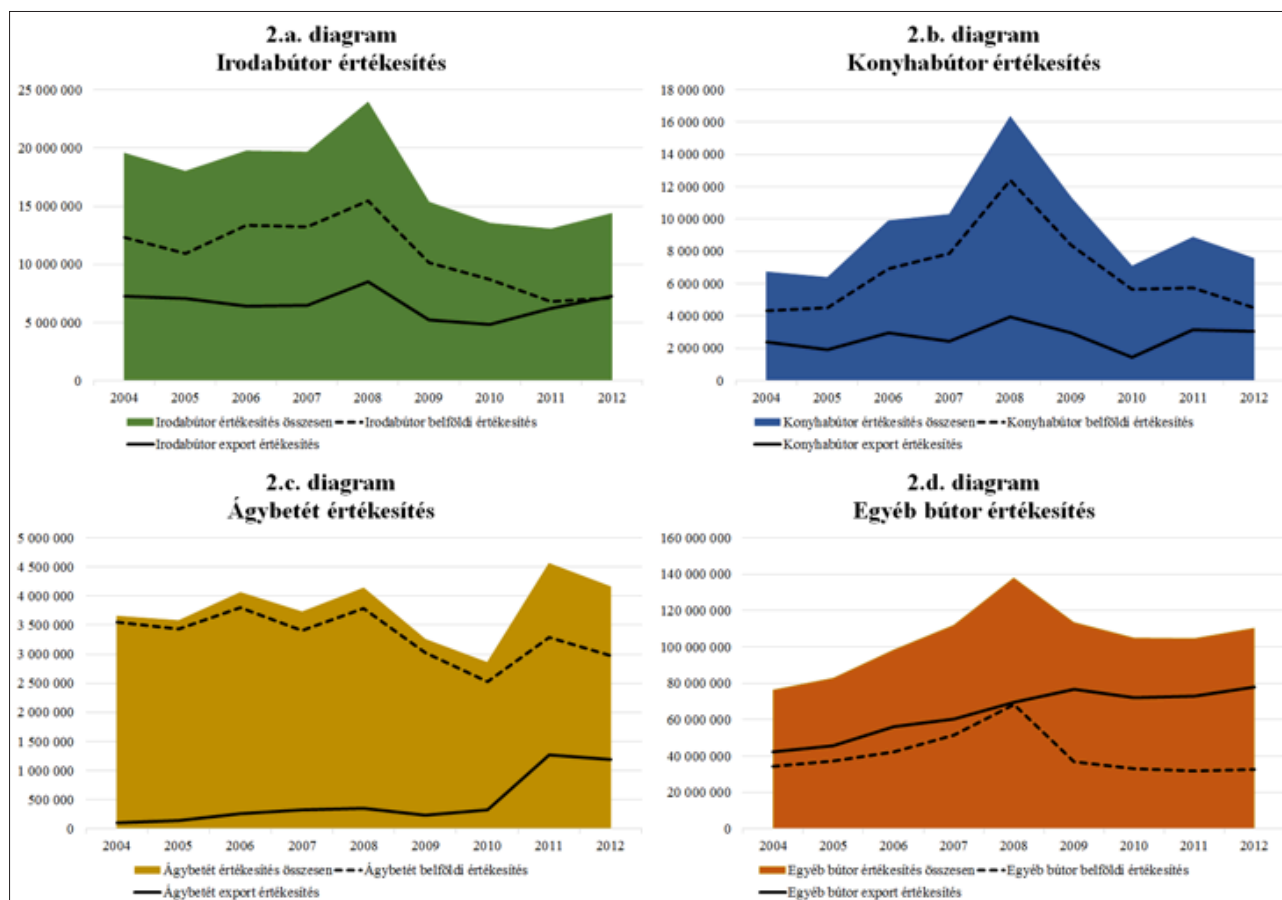 2.a. diagram
Irodabútor értékesítés
25 000 000
20 000 000
15 000 000
10 000 000
5 000 000
0
2004 2005 2006 2007 2008 2009 2010 2011 2012
Irodabútor értékesítés összesen Irodabútor belföldi értékesítés
Irodabútor export értékesítés
2.b. diagram
Konyhabútor értékesítés
18 000 000
16 000 000
14 000 000
12 000 000
10 000 000
8 000 000
6 000 000
4 000 000
2 000 000
0
2004 2005 2006 2007 2008 2009 2010 2011 2012
Konyhabútor értékesítés összesen Konyhabútor belföldi értékesítés
Konyhabútor export értékesítés
2.c. diagram
Ágybetét értékesítés
5 000 000
4 500 000
4 000 000
3 500 000
3 000 000
2 500 000
2 000 000
1 500 000
1 000 000
500 000
0
2004 2005 2006 2007 2008 2009 2010 2011 2012
Ágybetét értékesítés összesen Ágybetét belföldi értékesítés
Ágybetét export értékesítés
2.d. diagram
Egyéb bútor értékesítés
160 000 000
140 000 000
120 000 000
100 000 000
80 000 000
60 000 000
40 000 000
20 000 000
0
2004 2005 2006 2007 2008 2009 2010 2011 2012
Egyéb bútor értékesítés összesen Egyéb bútor belföldi értékesítés
Egyéb bútor export értékesítés